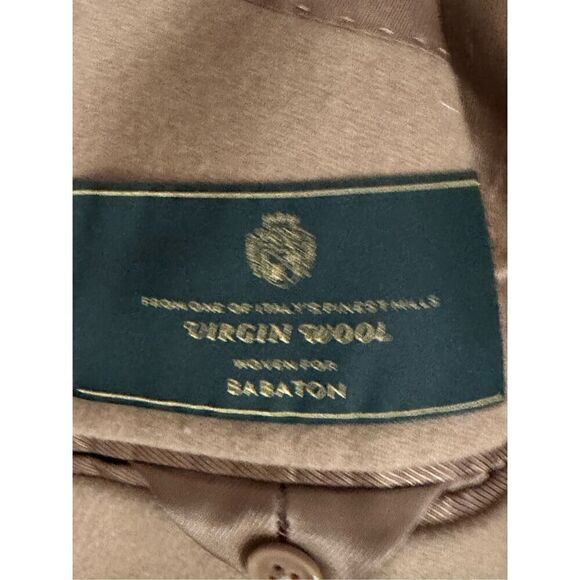 FROM ONE OF ITALY'S FINEST MILLS
VIRGIN WOOL
WOVEN FOR
BABATON